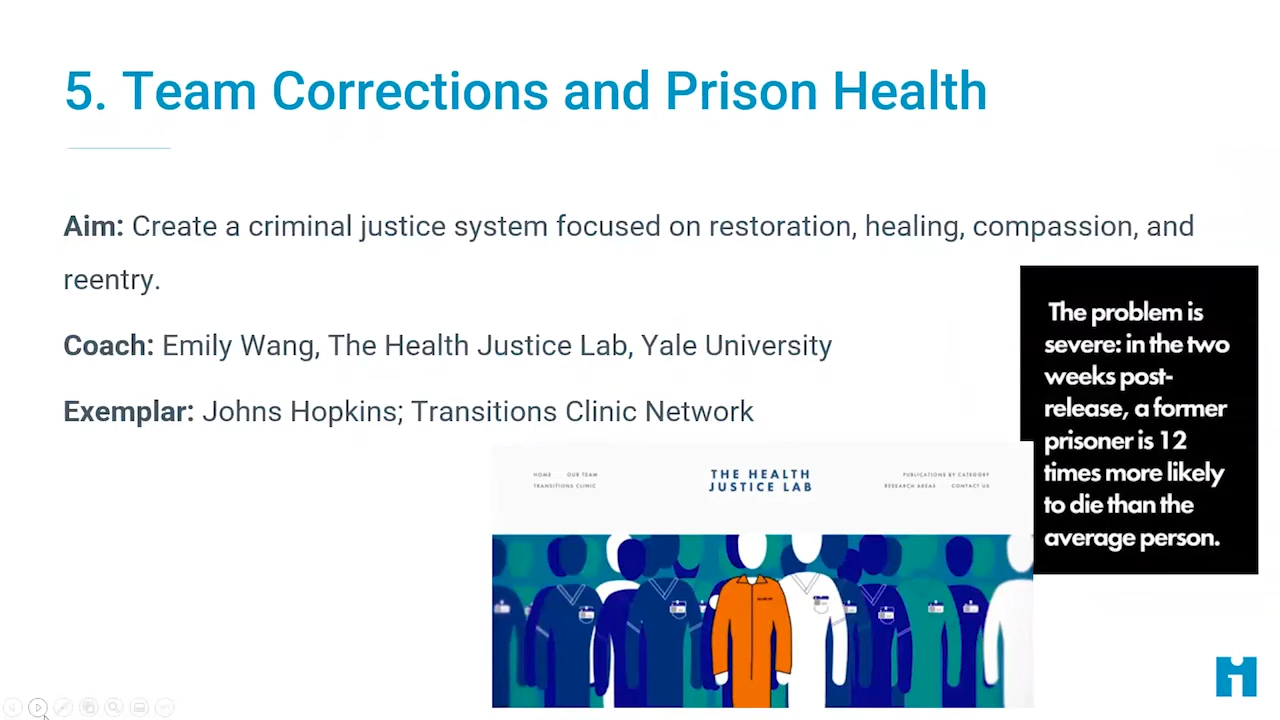 5. Team Corrections and Prison Health
Aim: Create a criminal justice system focused on restoration, healing, compassion, and
reentry.
Coach: Emily Wang, The Health Justice Lab, Yale University
Exemplar: Johns Hopkins; Transitions Clinic Network
The problem is
severe: in the two
weeks post-
release, a former
prisoner is 12
times more likely
to die than the
average person.
HOME OUR TEAM
TRANSITIONS CLINIC
THE HEALTH
JUSTICE LAB
PUBLICATIONS BY CATEGORY
RESEARCH AREAS CONTACT US